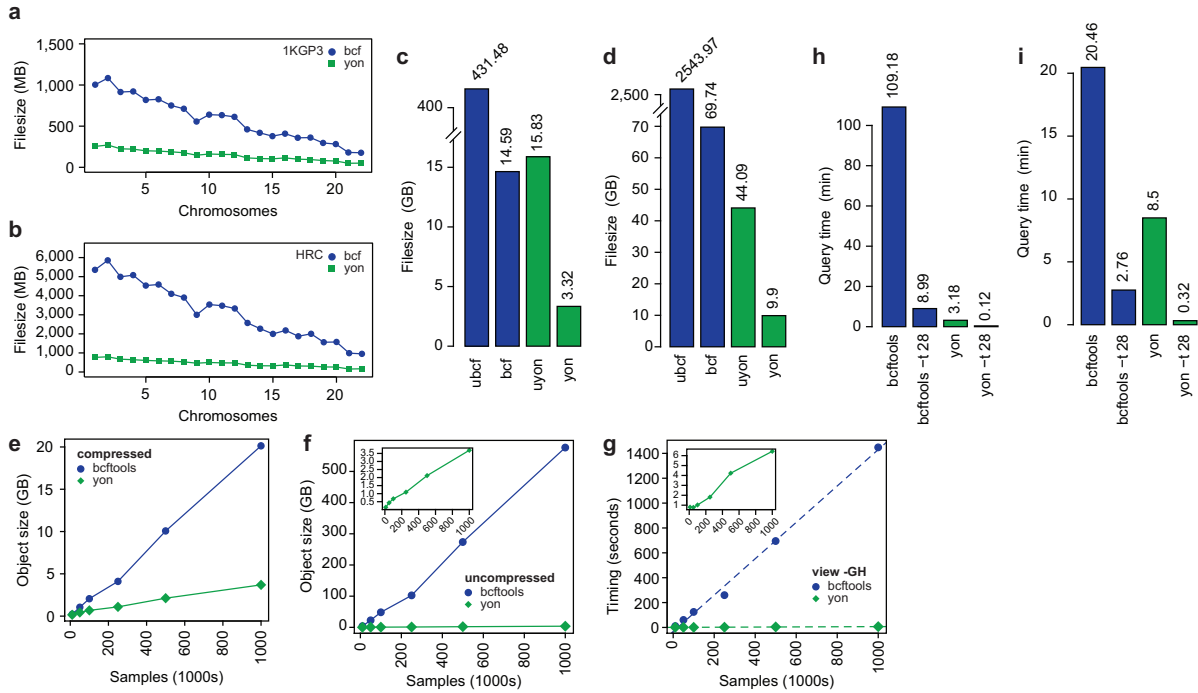 a
1,500
1,000
500
0
Filesize (MB)
1KGP3 bcf
yon
5 10 15 20
Chromosomes
b
6,000
5,000
4,000
3,000
2,000
1,000
0
Filesize (MB)
HRC bcf
yon
5 10 15 20
Chromosomes
c
431.48
14.59
15.83
3.32
400
15
10
5
0
Filesize (GB)
ubcf
bcf
uyon
yon
d
2543.97
69.74
44.09
9.9
2,500
70
60
50
40
30
20
10
0
Filesize (GB)
ubcf
bcf
uyon
yon
h
109.18
8.99
3.18
0.12
100
80
60
40
20
0
Query time (min)
bcftools
bcftools −t 28
yon
yon −t 28
i
20.46
2.76
8.5
0.32
20
15
10
5
0
Query time (min)
bcftools
bcftools −t 28
yon
yon −t 28
e
20
15
10
5
0
Object size (GB)
compressed
bcftools
yon
0 200 400 600 800 1000
Samples (1000s)
f
500
400
300
200
100
0
Object size (GB)
3.5
3.0
2.5
2.0
1.5
1.0
0.5
0 200 400 600 800 1000
uncompressed
bcftools
yon
0 200 400 600 800 1000
Samples (1000s)
g
1400
1200
1000
800
600
400
200
0
Timing (seconds)
6
5
4
3
2
1
0 200 400 600 800 1000
view -GH
bcftools
yon
0 200 400 600 800 1000
Samples (1000s)